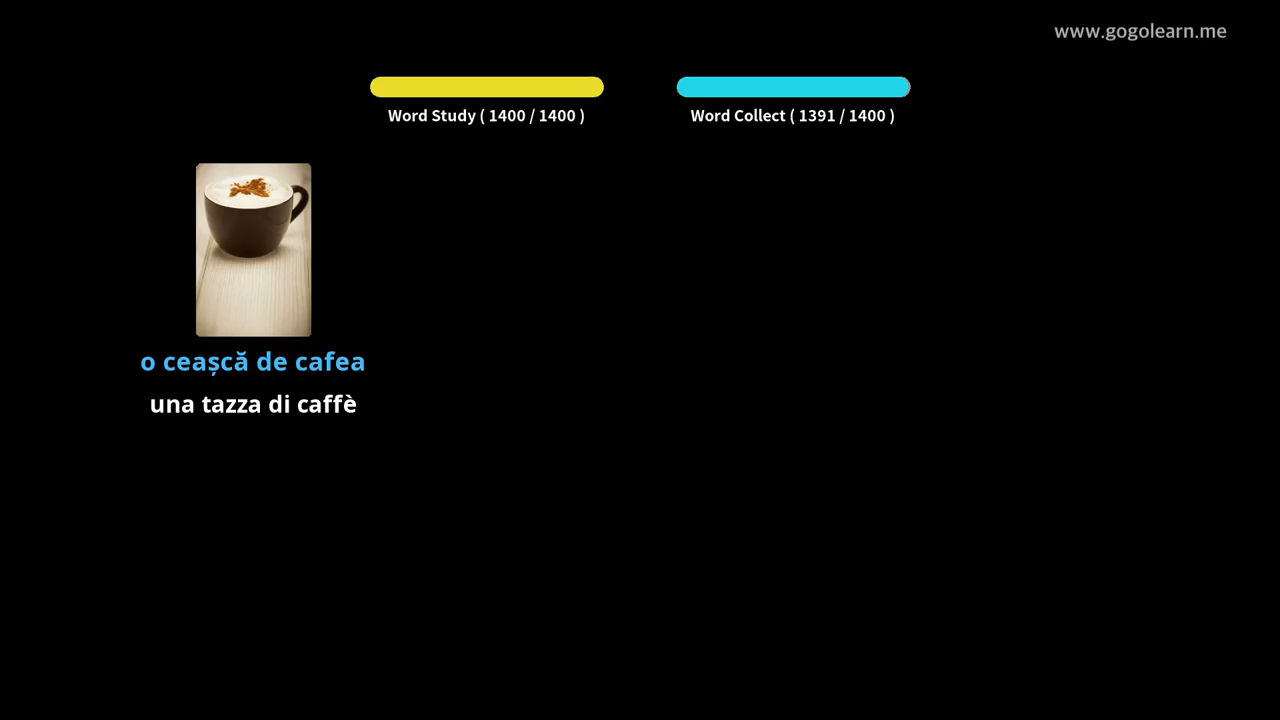 www.gogolearn.me
Word Study ( 1400 / 1400 )
Word Collect ( 1391 / 1400 )
o ceașcă de cafea
una tazza di caffè